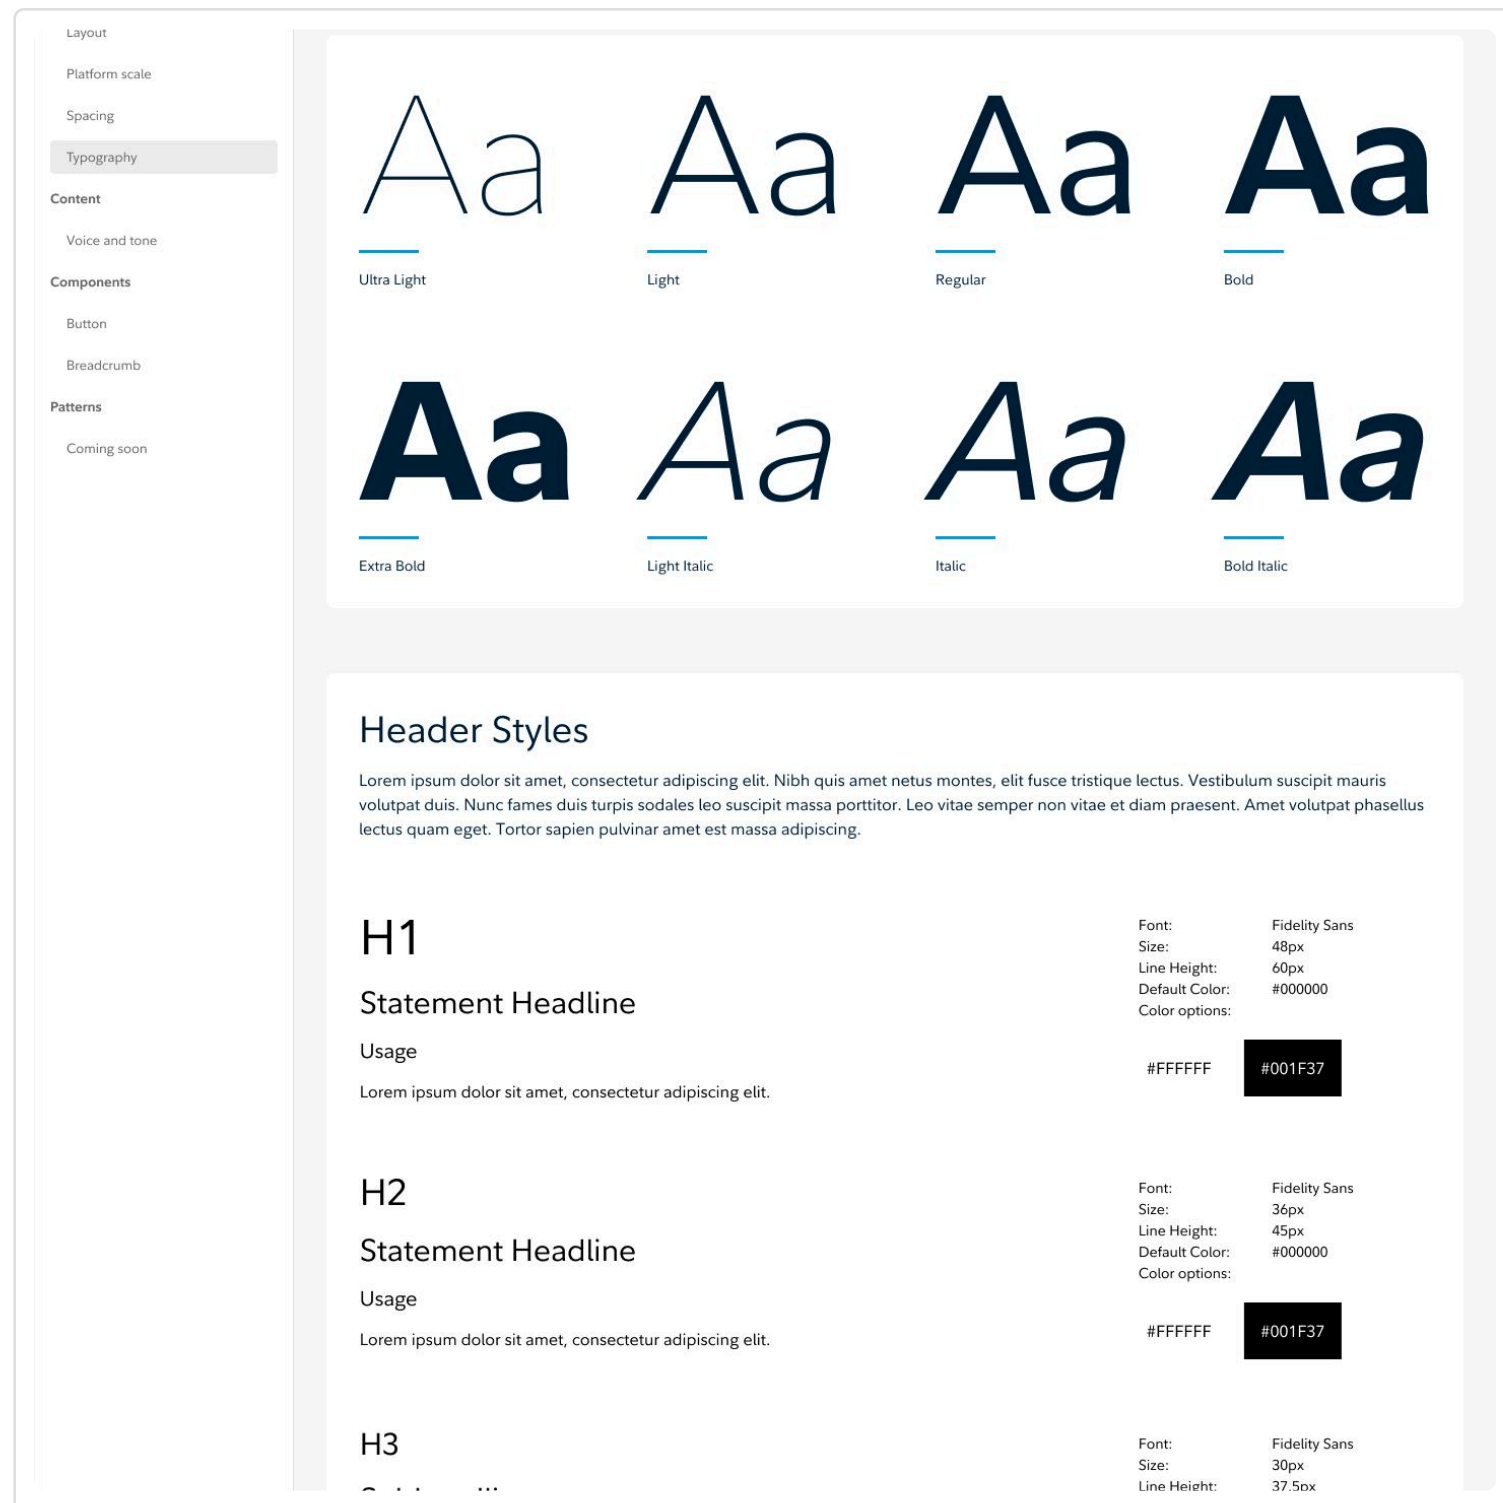 Layout
Platform scale
Spacing
Typography
Content
Voice and tone
Components
Button
Breadcrumb
Patterns
Coming soon
Aa Aa Aa Aa
Ultra Light Light Regular Bold
Aa Aa Aa Aa
Extra Bold Light Italic Italic Bold Italic
Header Styles
Lorem ipsum dolor sit amet, consectetur adipiscing elit. Nibh quis amet netus montes, elit fusce tristique lectus. Vestibulum suscipit mauris
volutpat duis. Nunc fames duis turpis sodales leo suscipit massa porttitor. Leo vitae semper non vitae et diam praesent. Amet volutpat phasellus
lectus quam eget. Tortor sapien pulvinar amet est massa adipiscing.
H1
Statement Headline
Usage
Lorem ipsum dolor sit amet, consectetur adipiscing elit.
Font: Fidelity Sans
Size: 48px
Line Height: 60px
Default Color: #000000
Color options:
#FFFFFF #001F37
H2
Statement Headline
Usage
Lorem ipsum dolor sit amet, consectetur adipiscing elit.
Font: Fidelity Sans
Size: 36px
Line Height: 45px
Default Color: #000000
Color options:
#FFFFFF #001F37
H3
Font: Fidelity Sans
Size: 30px
Line Height: 37.5px